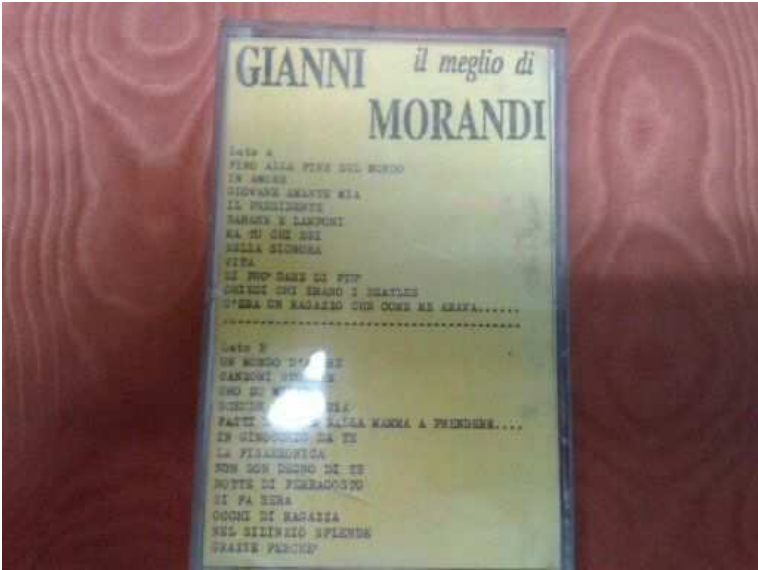 GIANNI il meglio di
MORANDI
Lato A
FINO ALLA FINE DEL MONDO
IN AMORE
GIOVANE AMANTE MIA
IL PRESIDENTE
BANANE E LAMPONI
MA TU CHI SEI
BELLA SIGNORA
VITA
SI PUO' DARE DI PIU'
CHIEDI CHI ERANO I BEATLES
C'ERA UN RAGAZZO CHE COME ME AMAVA......
Lato B
UN MONDO D'AMORE
CANZONI
UNO SU
FATTI DALLA MAMMA A PRENDERE....
IN GINOCCHIO DA TE
LA FISARMONICA
NON SON DEGNO DI TE
NOTTE DI FERRAGOSTO
SI FA SERA
OCCHI DI RAGAZZA
NEL SILENZIO SPLENDE
GRAZIE PERCHE'